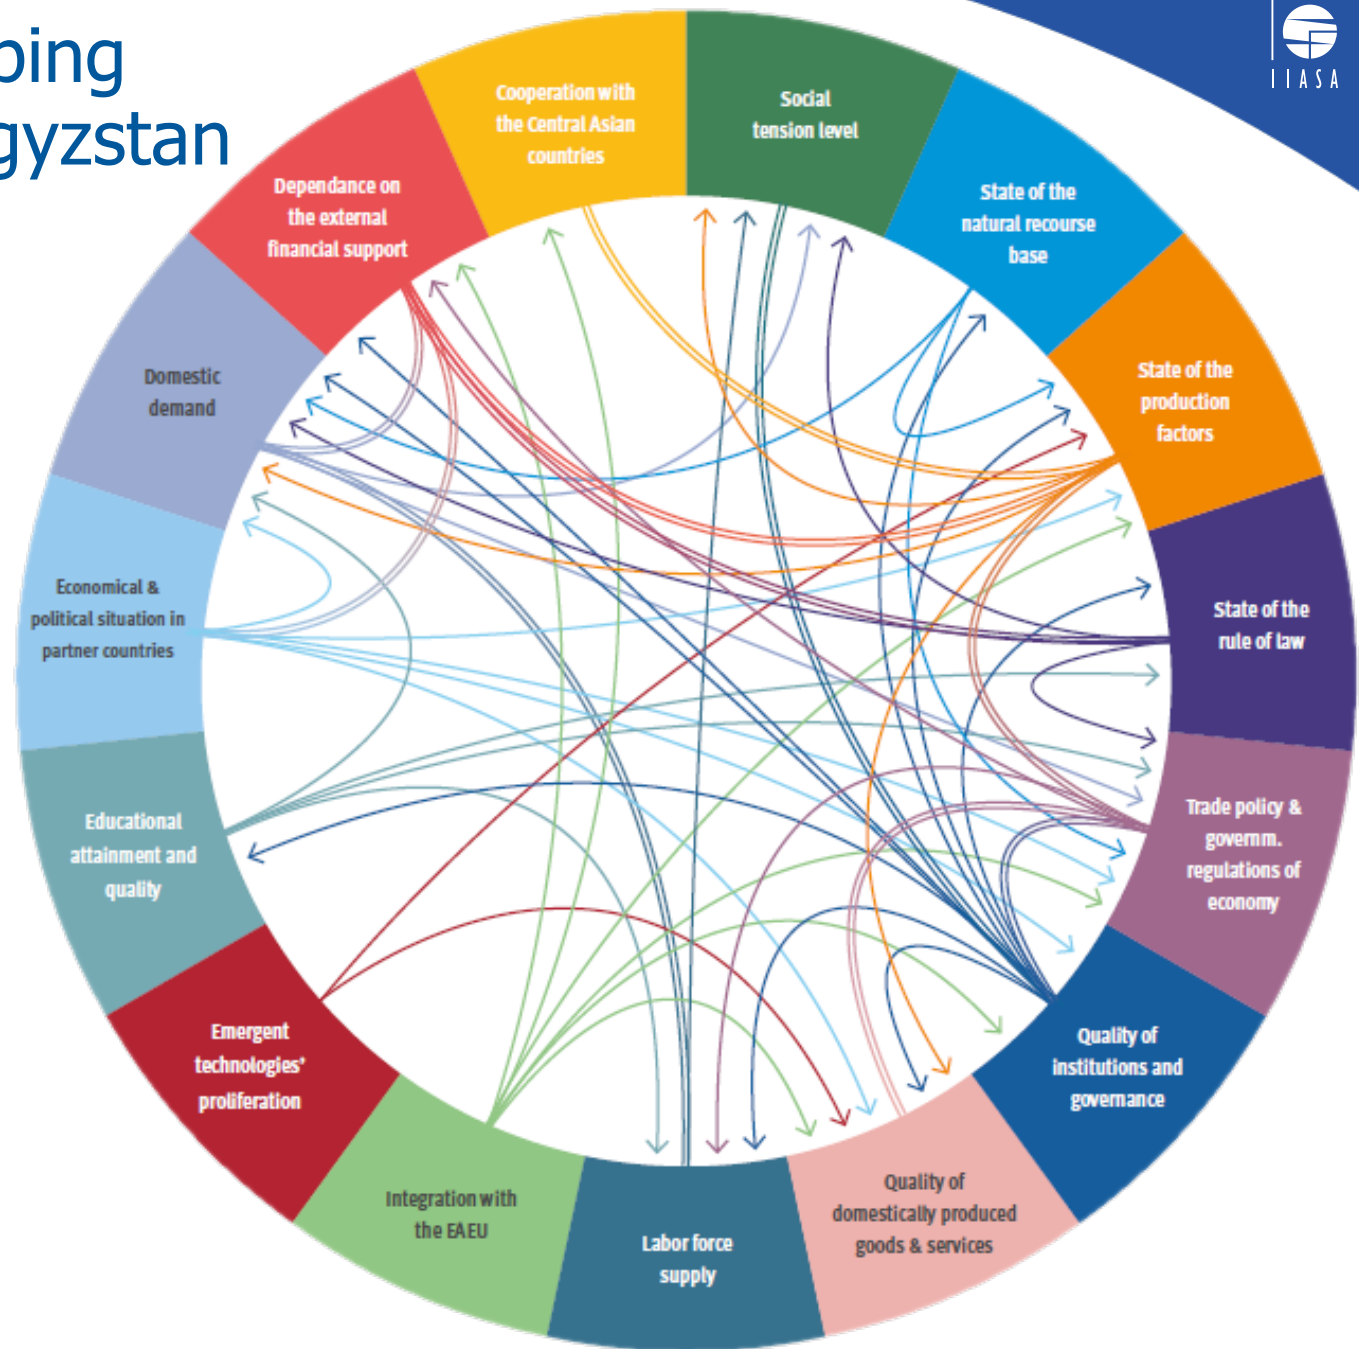 ping
gyzstan
IIASA
Cooperation with
the Central Asian
countries
Social
tension level
State of the
natural recourse
base
State of the
production
factors
State of the
rule of law
Trade policy &
governm.
regulations of
economy
Quality of
institutions and
governance
Quality of
domestically produced
goods & services
Labor force
supply
Integration with
the EAEU
Emergent
technologies'
proliferation
Educational
attainment and
quality
Economical &
political situation in
partner countries
Domestic
demand
Dependance on
the external
financial support